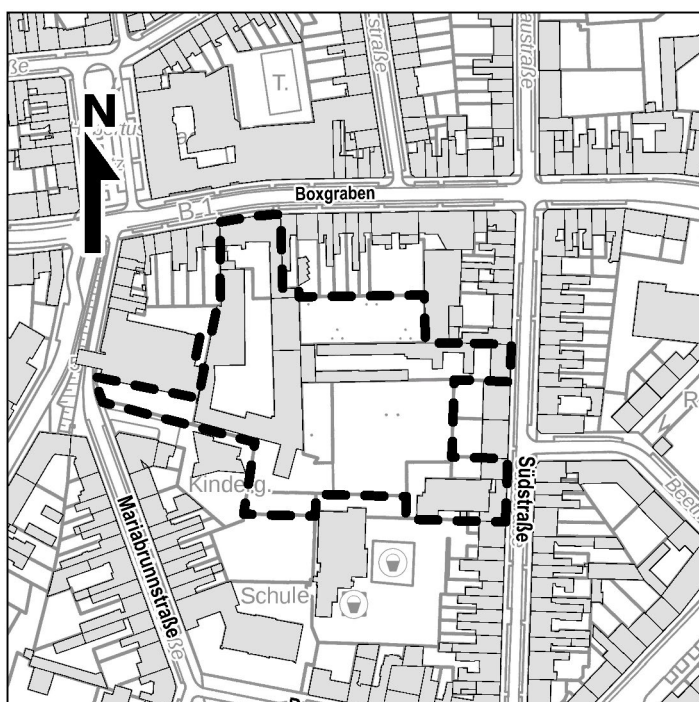 T.
N
Boxgraben
B 1
Südstraße
Kinderg.
Mariabrunnstraße
Schule